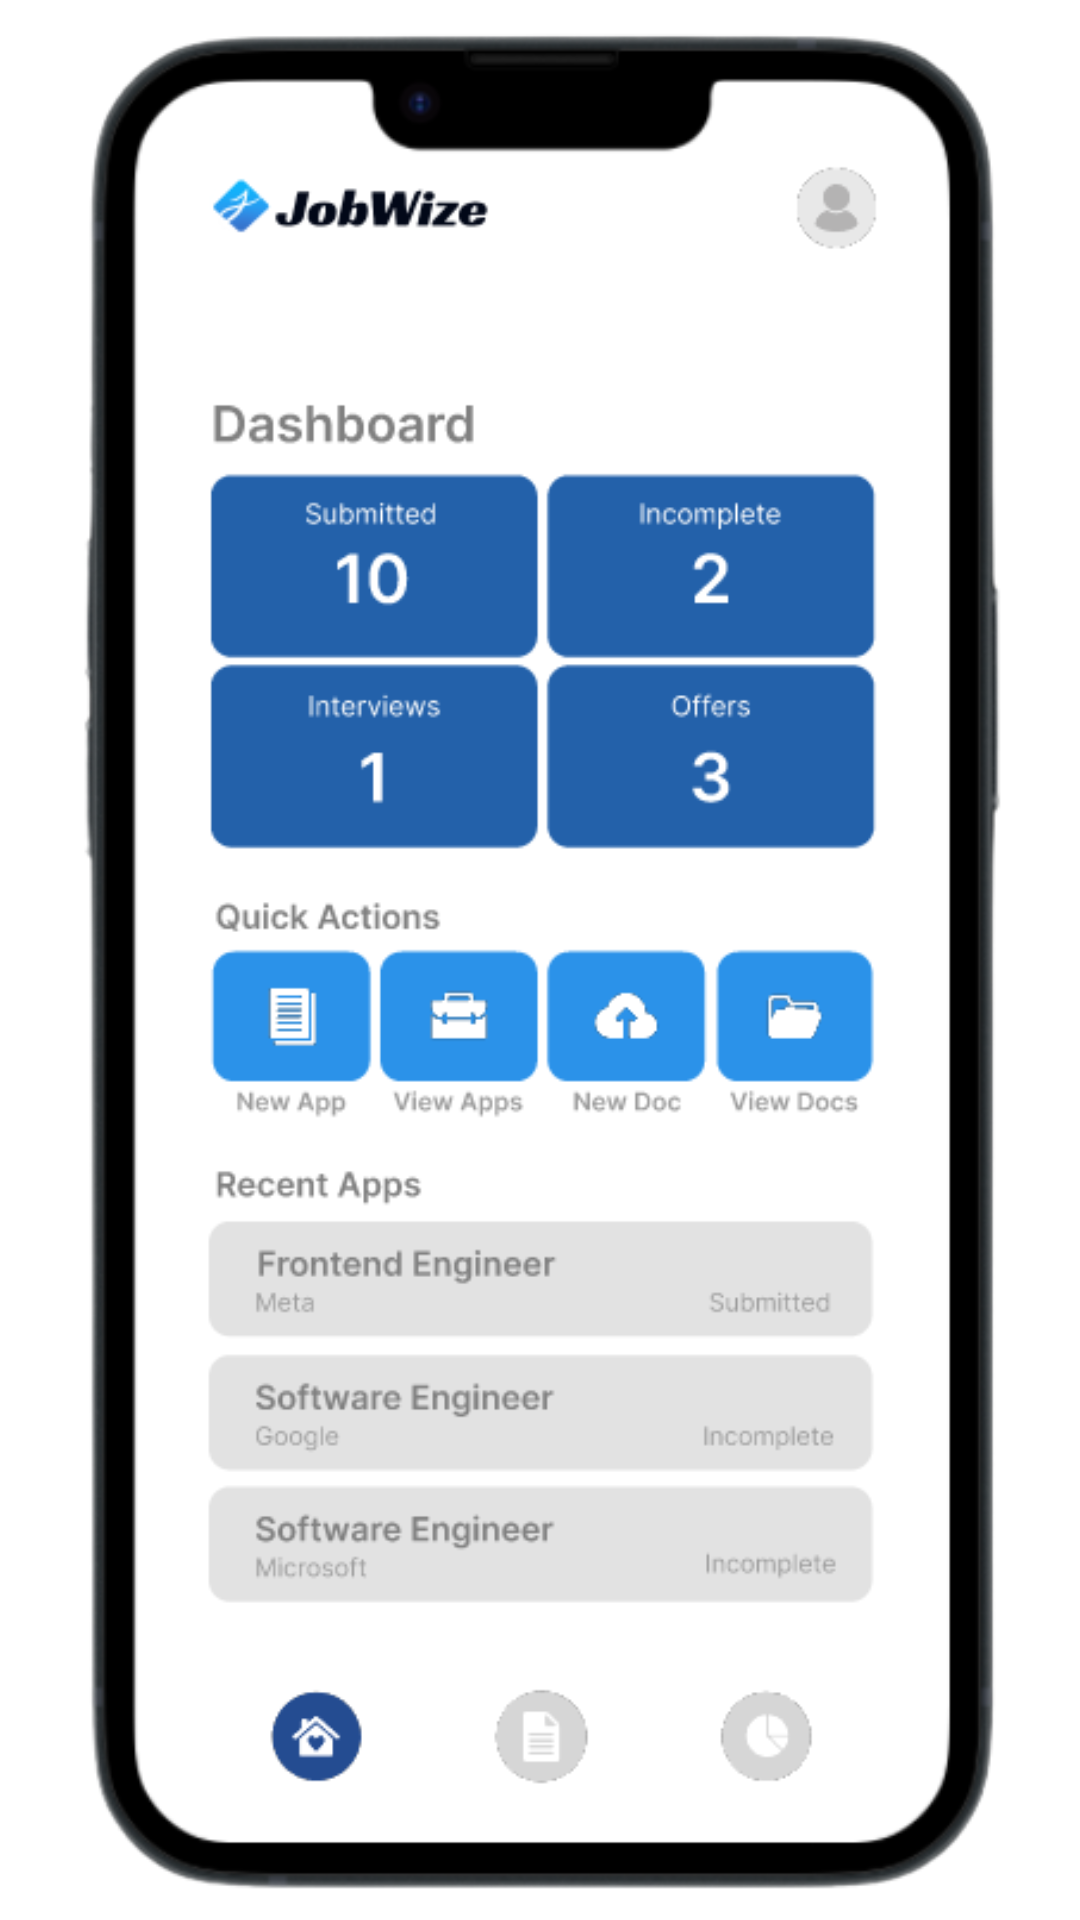 JobWize
Dashboard
Submitted
10
Incomplete
2
Interviews
1
Offers
3
Quick Actions
New App
View Apps
New Doc
View Docs
Recent Apps
Frontend Engineer
Meta
Submitted
Software Engineer
Google
Incomplete
Software Engineer
Microsoft
Incomplete